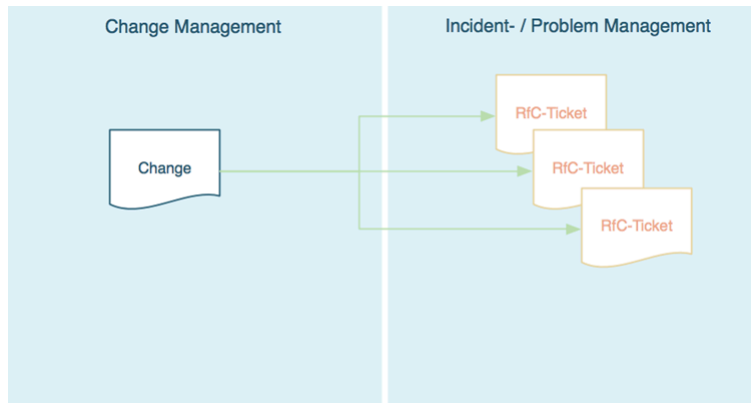 Change Management
Incident- / Problem Management
RfC-Ticket
Change
RfC-Ticket
RfC-Ticket